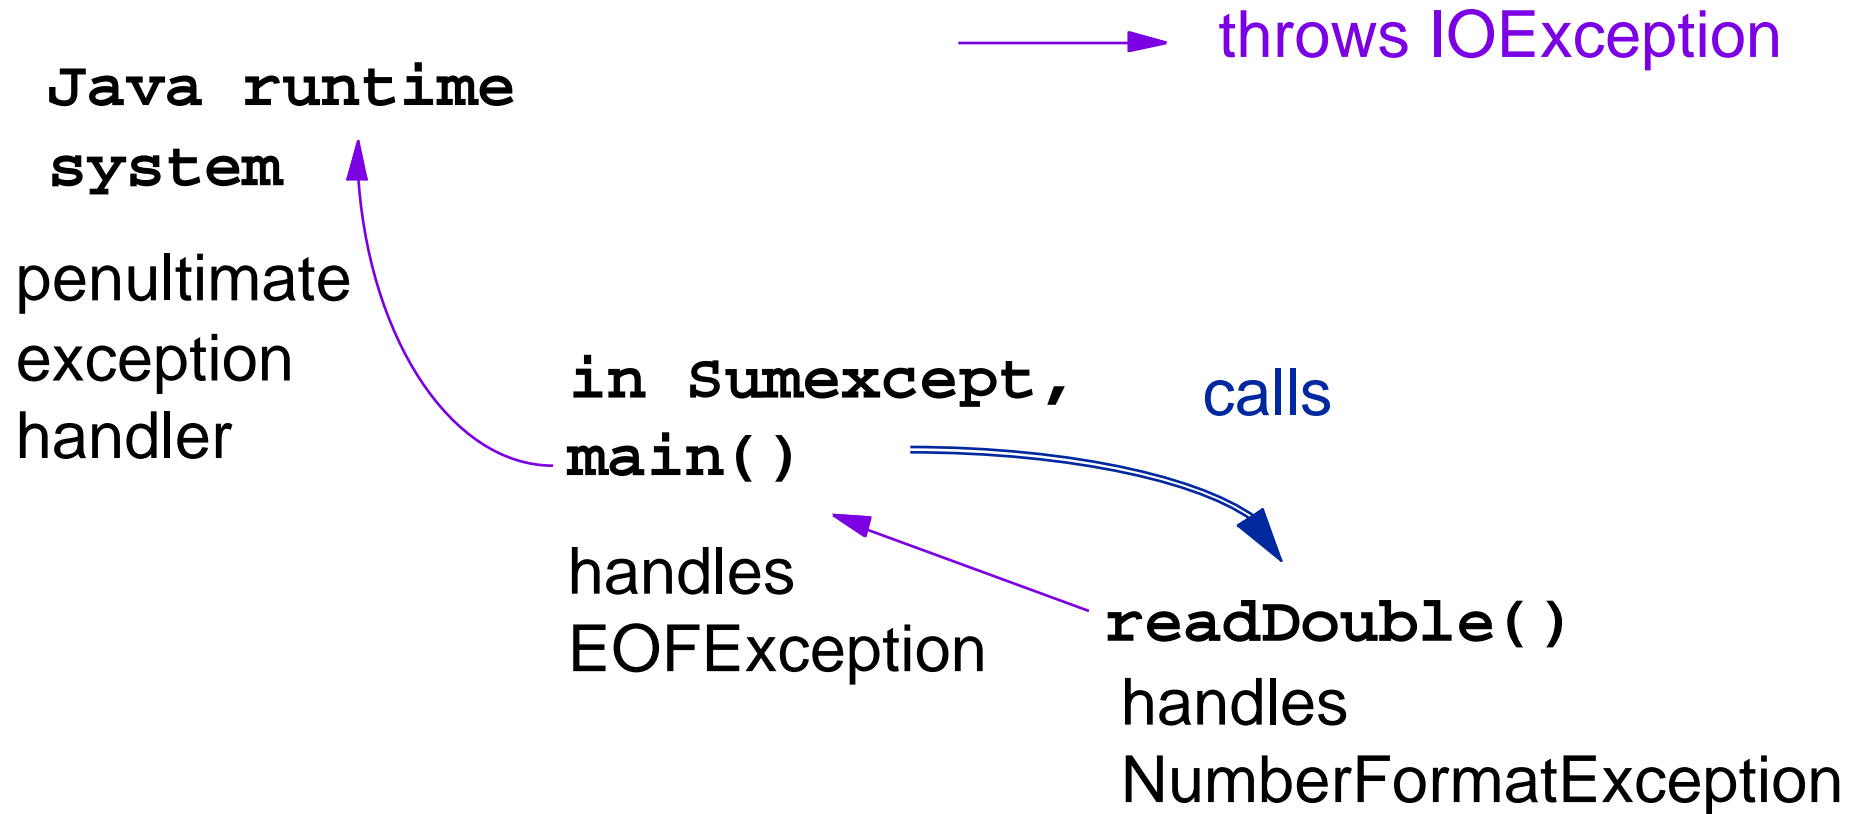 throws IOException
Java runtime
system
penultimate
exception
handler
in Sumexcept,
main()
calls
handles
EOFException
readDouble()
handles
NumberFormatException